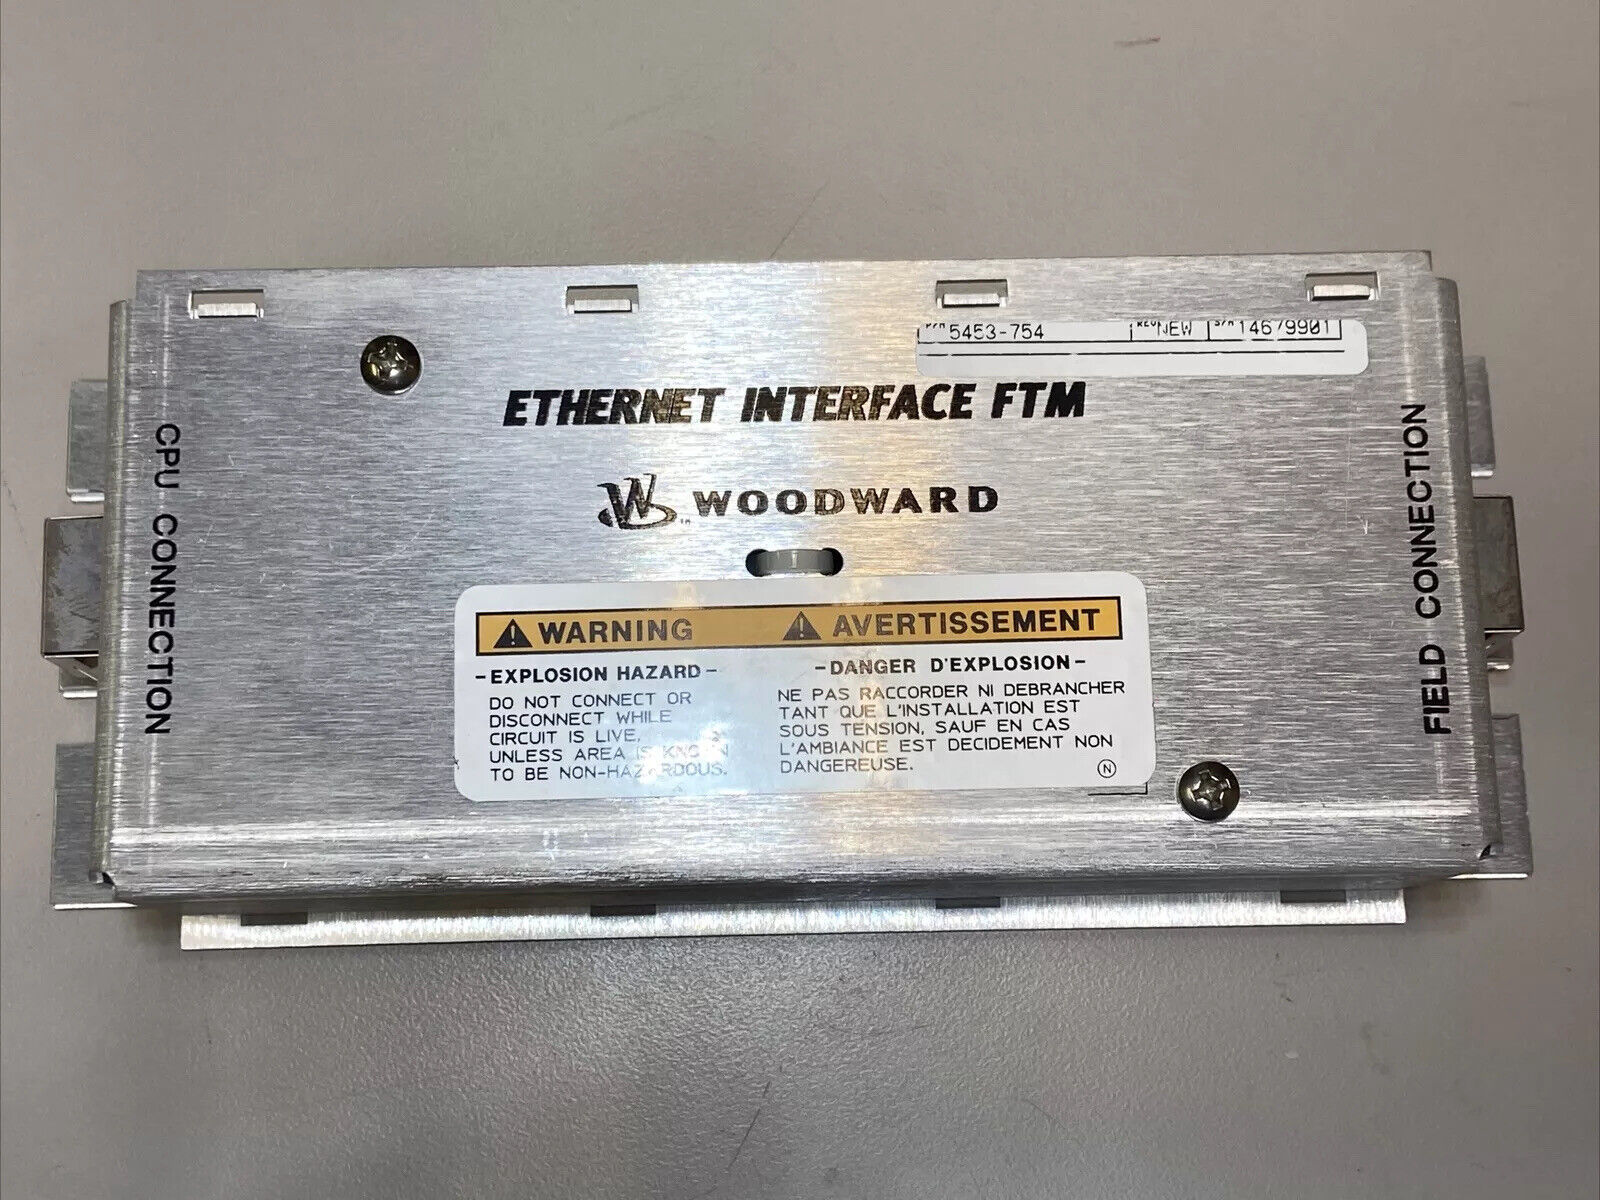 P/N 5453-754 REV NEW S/N 14679901
ETHERNET INTERFACE FTM
WOODWARD
CPU CONNECTION
FIELD CONNECTION
WARNING
-EXPLOSION HAZARD-
DO NOT CONNECT OR
DISCONNECT WHILE
CIRCUIT IS LIVE,
UNLESS AREA IS KNOWN
TO BE NON-HAZARDOUS.
AVERTISSEMENT
-DANGER D'EXPLOSION-
NE PAS RACCORDER NI DEBRANCHER
TANT QUE L'INSTALLATION EST
SOUS TENSION, SAUF EN CAS
L'AMBIANCE EST DECIDEMENT NON
DANGEREUSE.
N